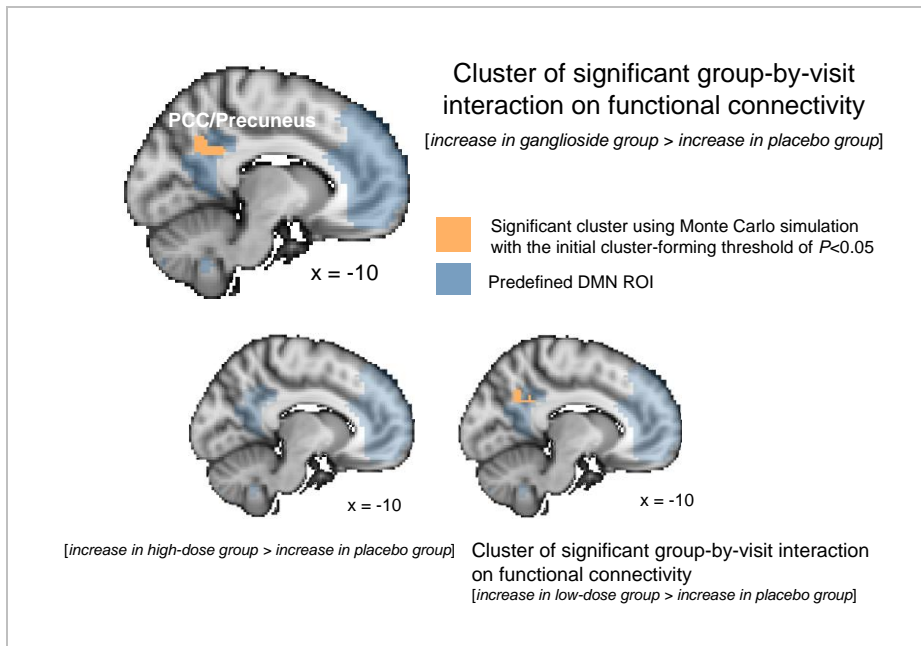 Cluster of significant group-by-visit
interaction on functional connectivity
[increase in ganglioside group > increase in placebo group]
PCC/Precuneus
x = -10
Significant cluster using Monte Carlo simulation
with the initial cluster-forming threshold of P<0.05
Predefined DMN ROI
x = -10
x = -10
[increase in high-dose group > increase in placebo group]
Cluster of significant group-by-visit interaction
on functional connectivity
[increase in low-dose group > increase in placebo group]